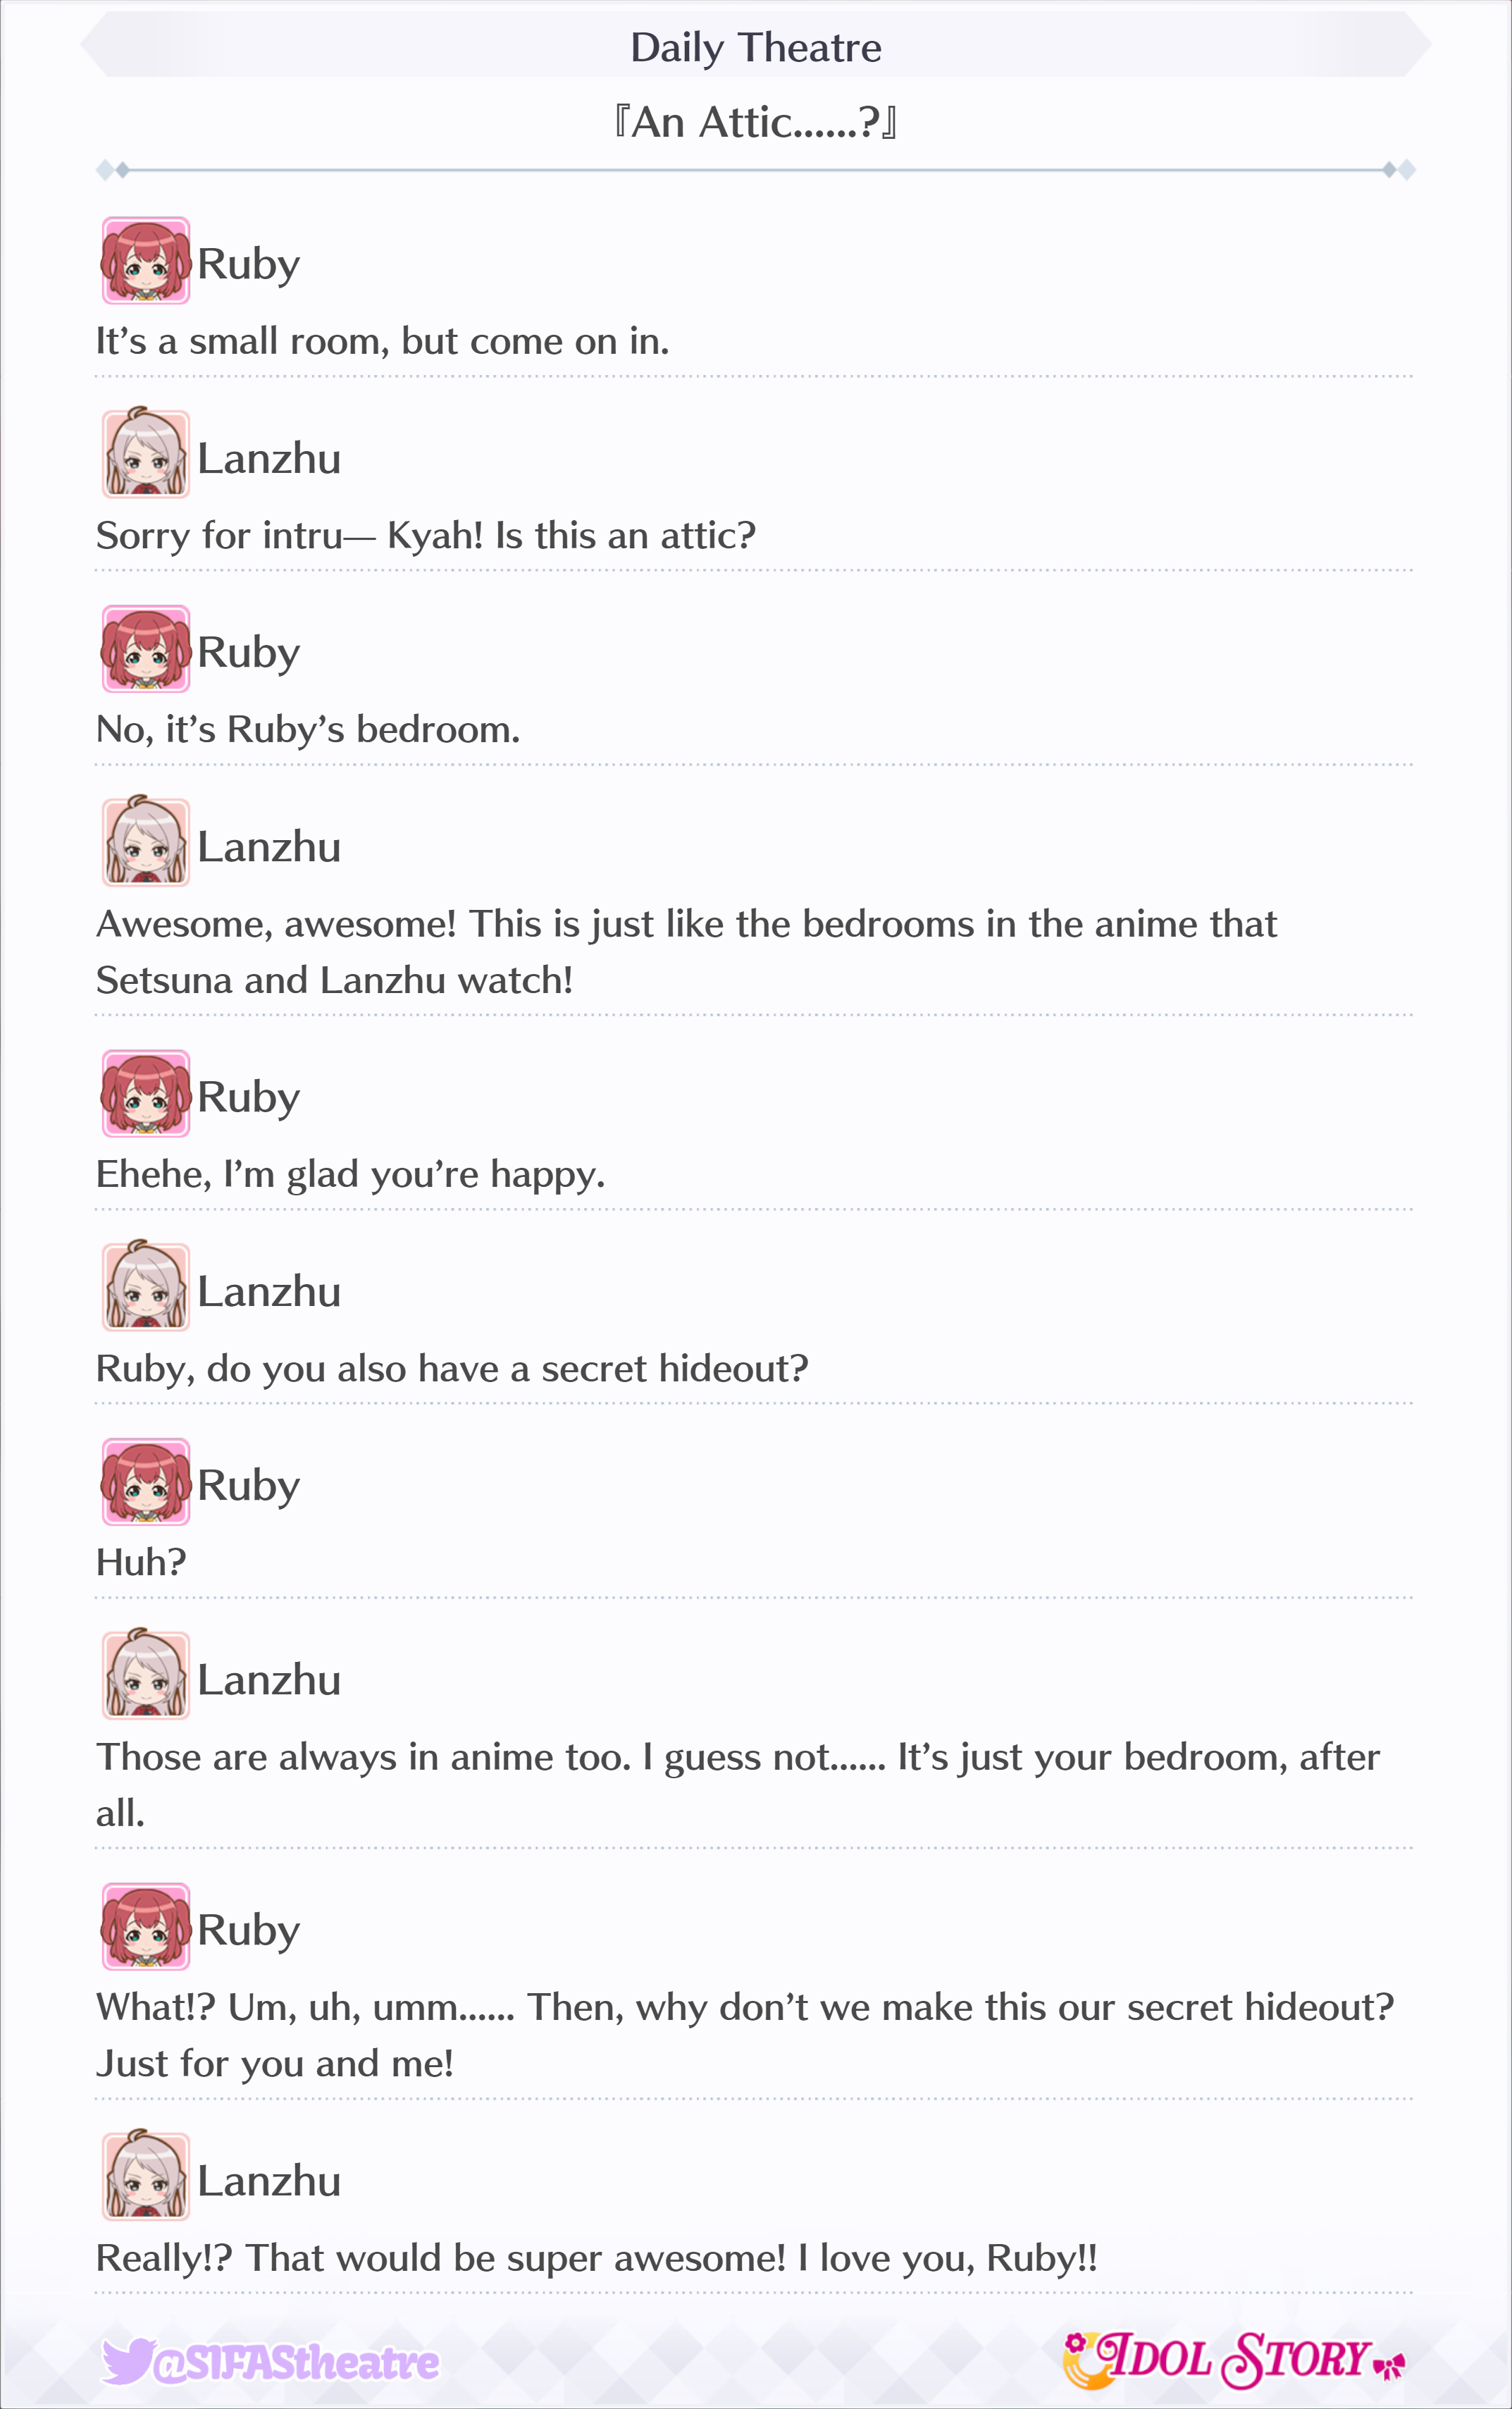 Daily Theatre
『An Attic......?』
Ruby
It’s a small room, but come on in.
Lanzhu
Sorry for intru— Kyah! Is this an attic?
Ruby
No, it’s Ruby’s bedroom.
Lanzhu
Awesome, awesome! This is just like the bedrooms in the anime that
Setsuna and Lanzhu watch!
Ruby
Ehehe, I’m glad you’re happy.
Lanzhu
Ruby, do you also have a secret hideout?
Ruby
Huh?
Lanzhu
Those are always in anime too. I guess not...... It’s just your bedroom, after
all.
Ruby
What!? Um, uh, umm...... Then, why don’t we make this our secret hideout?
Just for you and me!
Lanzhu
Really!? That would be super awesome! I love you, Ruby!!
@SIFAStheatre
IDOL STORY